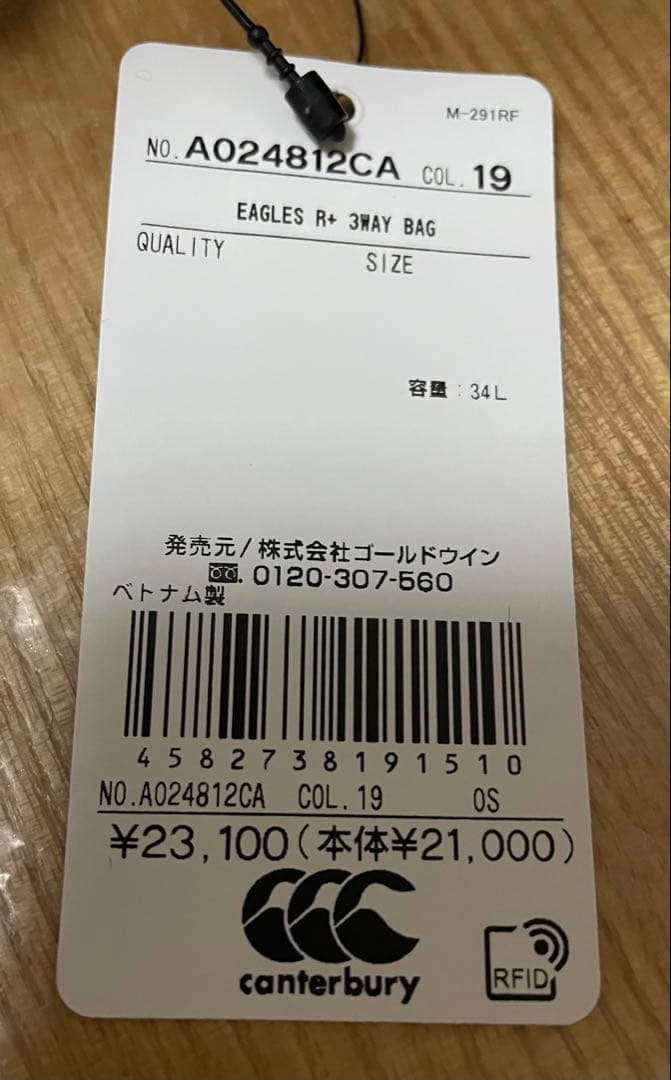 M-291RF
NO. A024812CA COL. 19
EAGLES R+ 3WAY BAG
QUALITY SIZE
容量：34L
発売元/株式会社ゴールドウイン
0120-307-560
ベトナム製
4582738191510
NO.A024812CA COL.19 OS
¥23,100(本体¥21,000)
canterbury
RFID